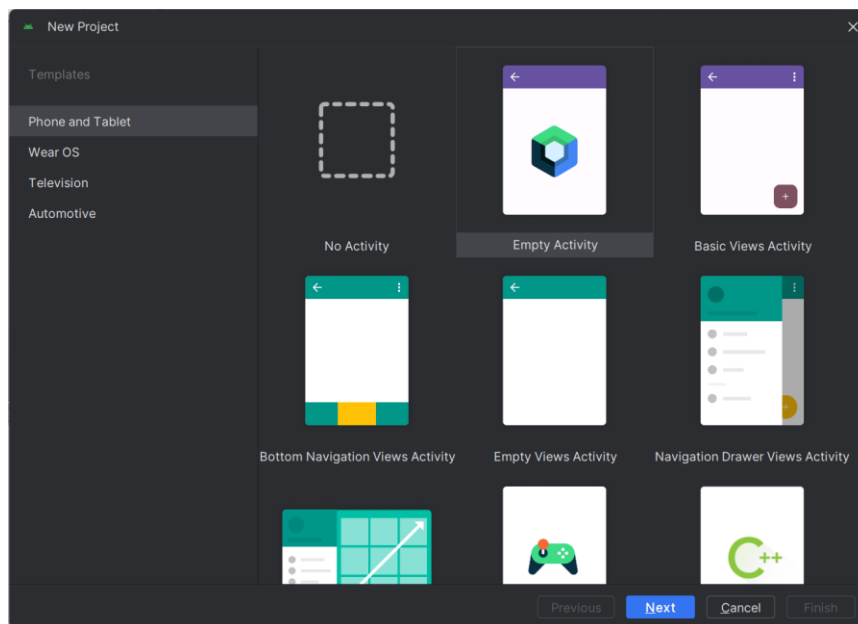 New Project
Templates
Phone and Tablet
Wear OS
Television
Automotive
No Activity
Empty Activity
Basic Views Activity
Bottom Navigation Views Activity
Empty Views Activity
Navigation Drawer Views Activity
C++
Previous
Next
Cancel
Finish